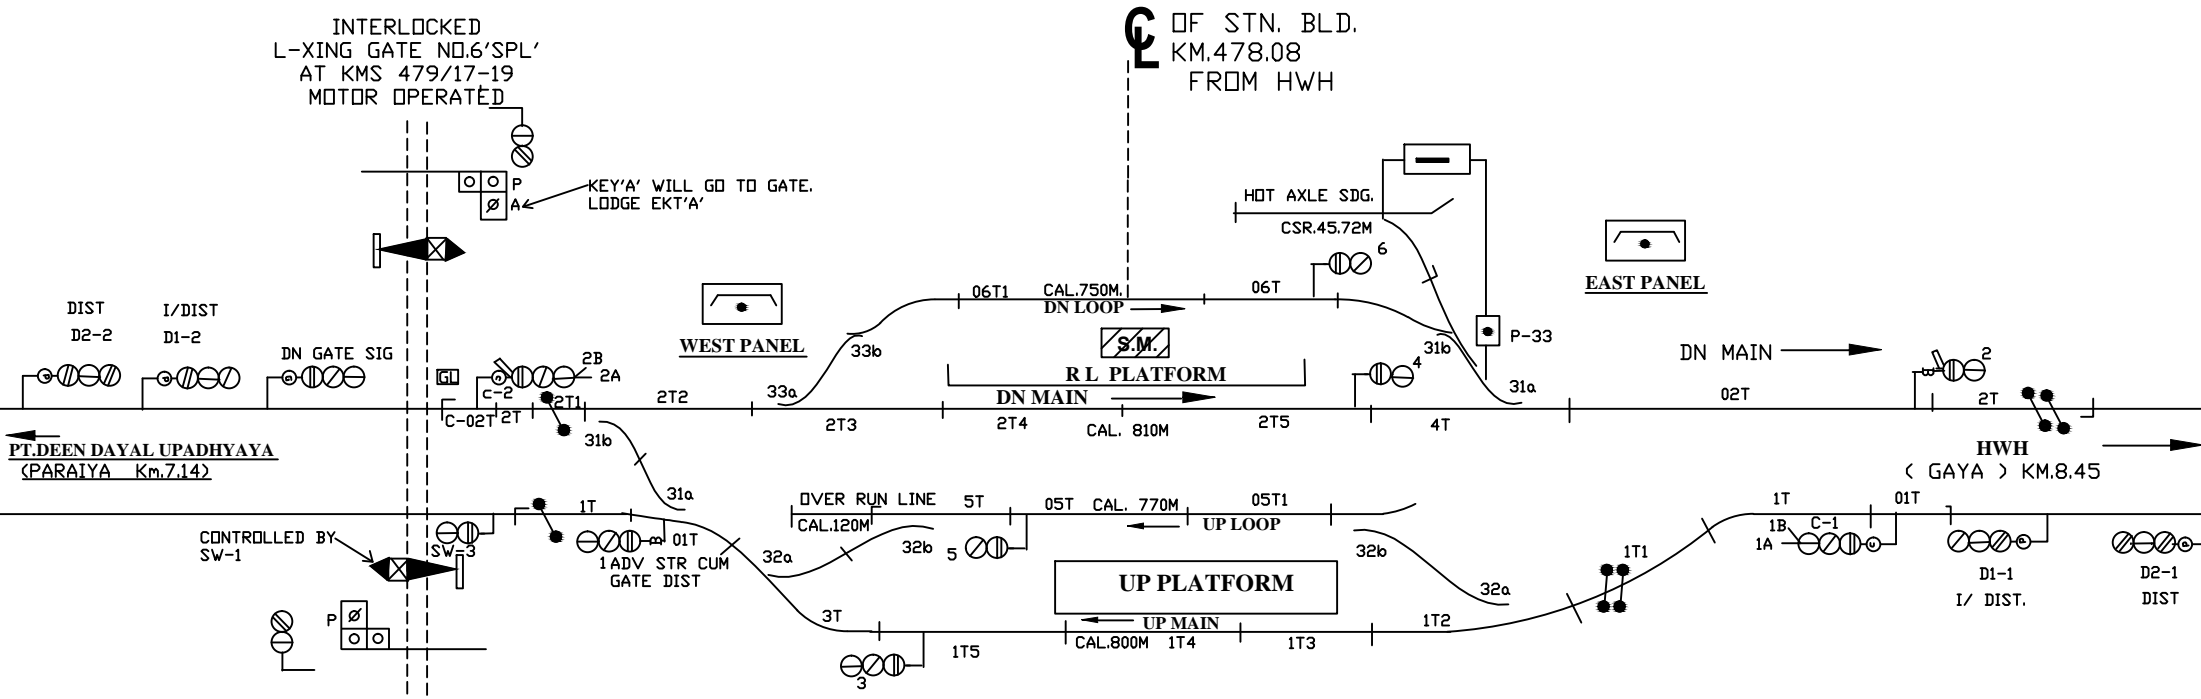 INTERLOCKED
L-XING GATE NO.6'SPL'
AT KMS 479/17-19
MOTOR OPERATED
CL OF STN. BLD.
KM.478.08
FROM HWH
P
A
KEY'A' WILL GO TO GATE.
LODGE EKT'A'
HOT AXLE SDG.
CSR.45.72M
6
EAST PANEL
WEST PANEL
06T1
CAL.750M.
06T
DN LOOP
S.M.
R L PLATFORM
DN MAIN
33b
33a
31b
31a
P-33
4
DN MAIN
2
B
DIST
D2-2
I/DIST
D1-2
DN GATE SIG
P
P
G
GL
C
C-2
2B
2A
C-02T
2T
2T1
2T2
2T3
2T4
CAL. 810M
2T5
4T
02T
2T
31b
31a
PT.DEEN DAYAL UPADHYAYA
(PARAIYA Km.7.14)
HWH
( GAYA ) KM.8.45
CONTROLLED BY
SW-1
SW-3
1T
01T
B
1ADV STR CUM
GATE DIST
OVER RUN LINE
CAL.120M
5T
05T
CAL. 770M
05T1
UP LOOP
32a
32b
5
32b
32a
UP PLATFORM
UP MAIN
3T
1T5
CAL.800M
1T4
1T3
1T2
1T1
3
1T
01T
1B
1A
C-1
C
P
D1-1
I/ DIST.
P
D2-1
DIST
P